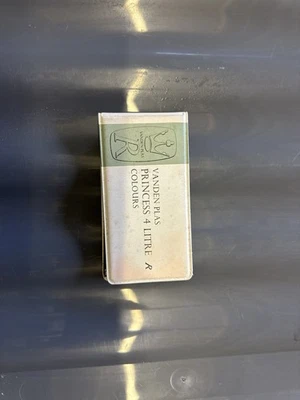 R
VANDEN PLAS
PRINCESS 4 LITRE R
COLOURS